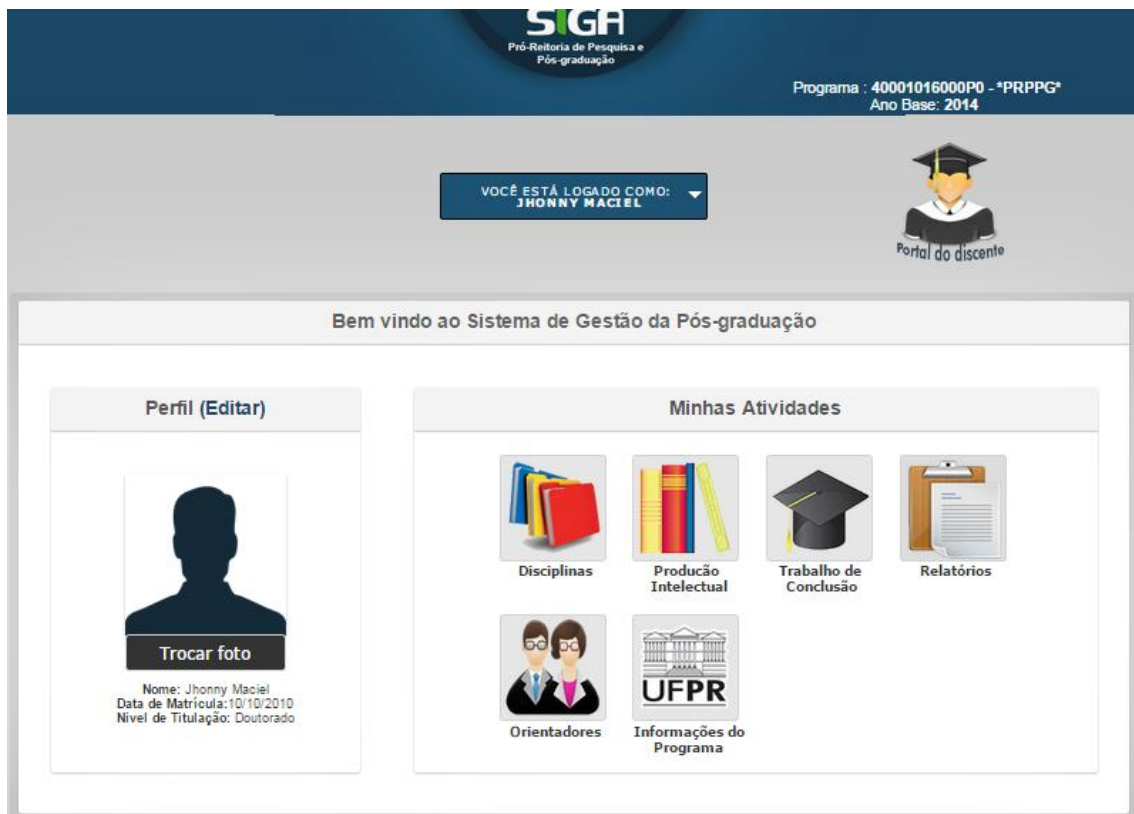 SIGA
Pró-Reitoria de Pesquisa e
Pós-graduação
Programa : 40001016000P0 - *PRPPG*
Ano Base: 2014
VOCÊ ESTÁ LOGADO COMO:
JHONNY MACIEL
Portal do discente
Bem vindo ao Sistema de Gestão da Pós-graduação
Perfil (Editar)
Trocar foto
Nome: Jhonny Maciel
Data de Matrícula:10/10/2010
Nivel de Titulação: Doutorado
Minhas Atividades
Disciplinas
Producão
Intelectual
Trabalho de
Conclusão
Relatórios
Orientadores
UFPR
Informações do
Programa